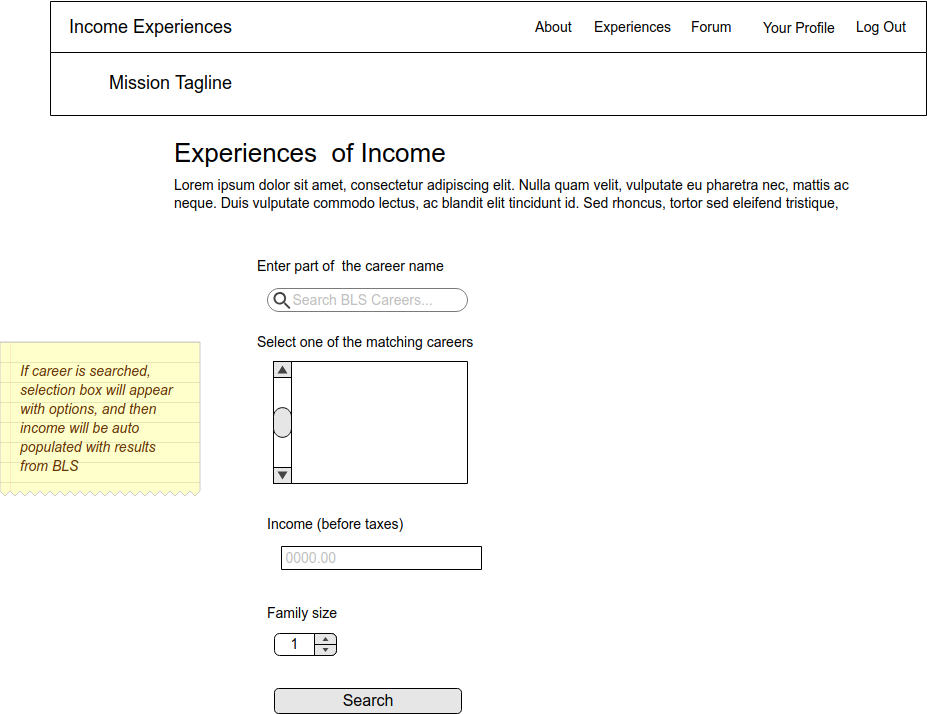 Income Experiences
About Experiences Forum Your Profile Log Out
Mission Tagline
Experiences of Income
Lorem ipsum dolor sit amet, consectetur adipiscing elit. Nulla quam velit, vulputate eu pharetra nec, mattis ac
neque. Duis vulputate commodo lectus, ac blandit elit tincidunt id. Sed rhoncus, tortor sed eleifend tristique,
Enter part of the career name
Search BLS Careers...
Select one of the matching careers
If career is searched,
selection box will appear
with options, and then
income will be auto
populated with results
from BLS
Income (before taxes)
0000.00
Family size
1
Search